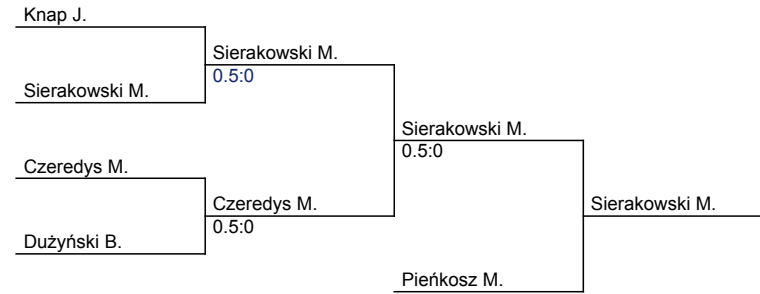 Knap J.
Sierakowski M.
0.5:0
Sierakowski M.
Sierakowski M.
0.5:0
Czeredys M.
Czeredys M.
0.5:0
Sierakowski M.
Dużyński B.
Pieńkosz M.